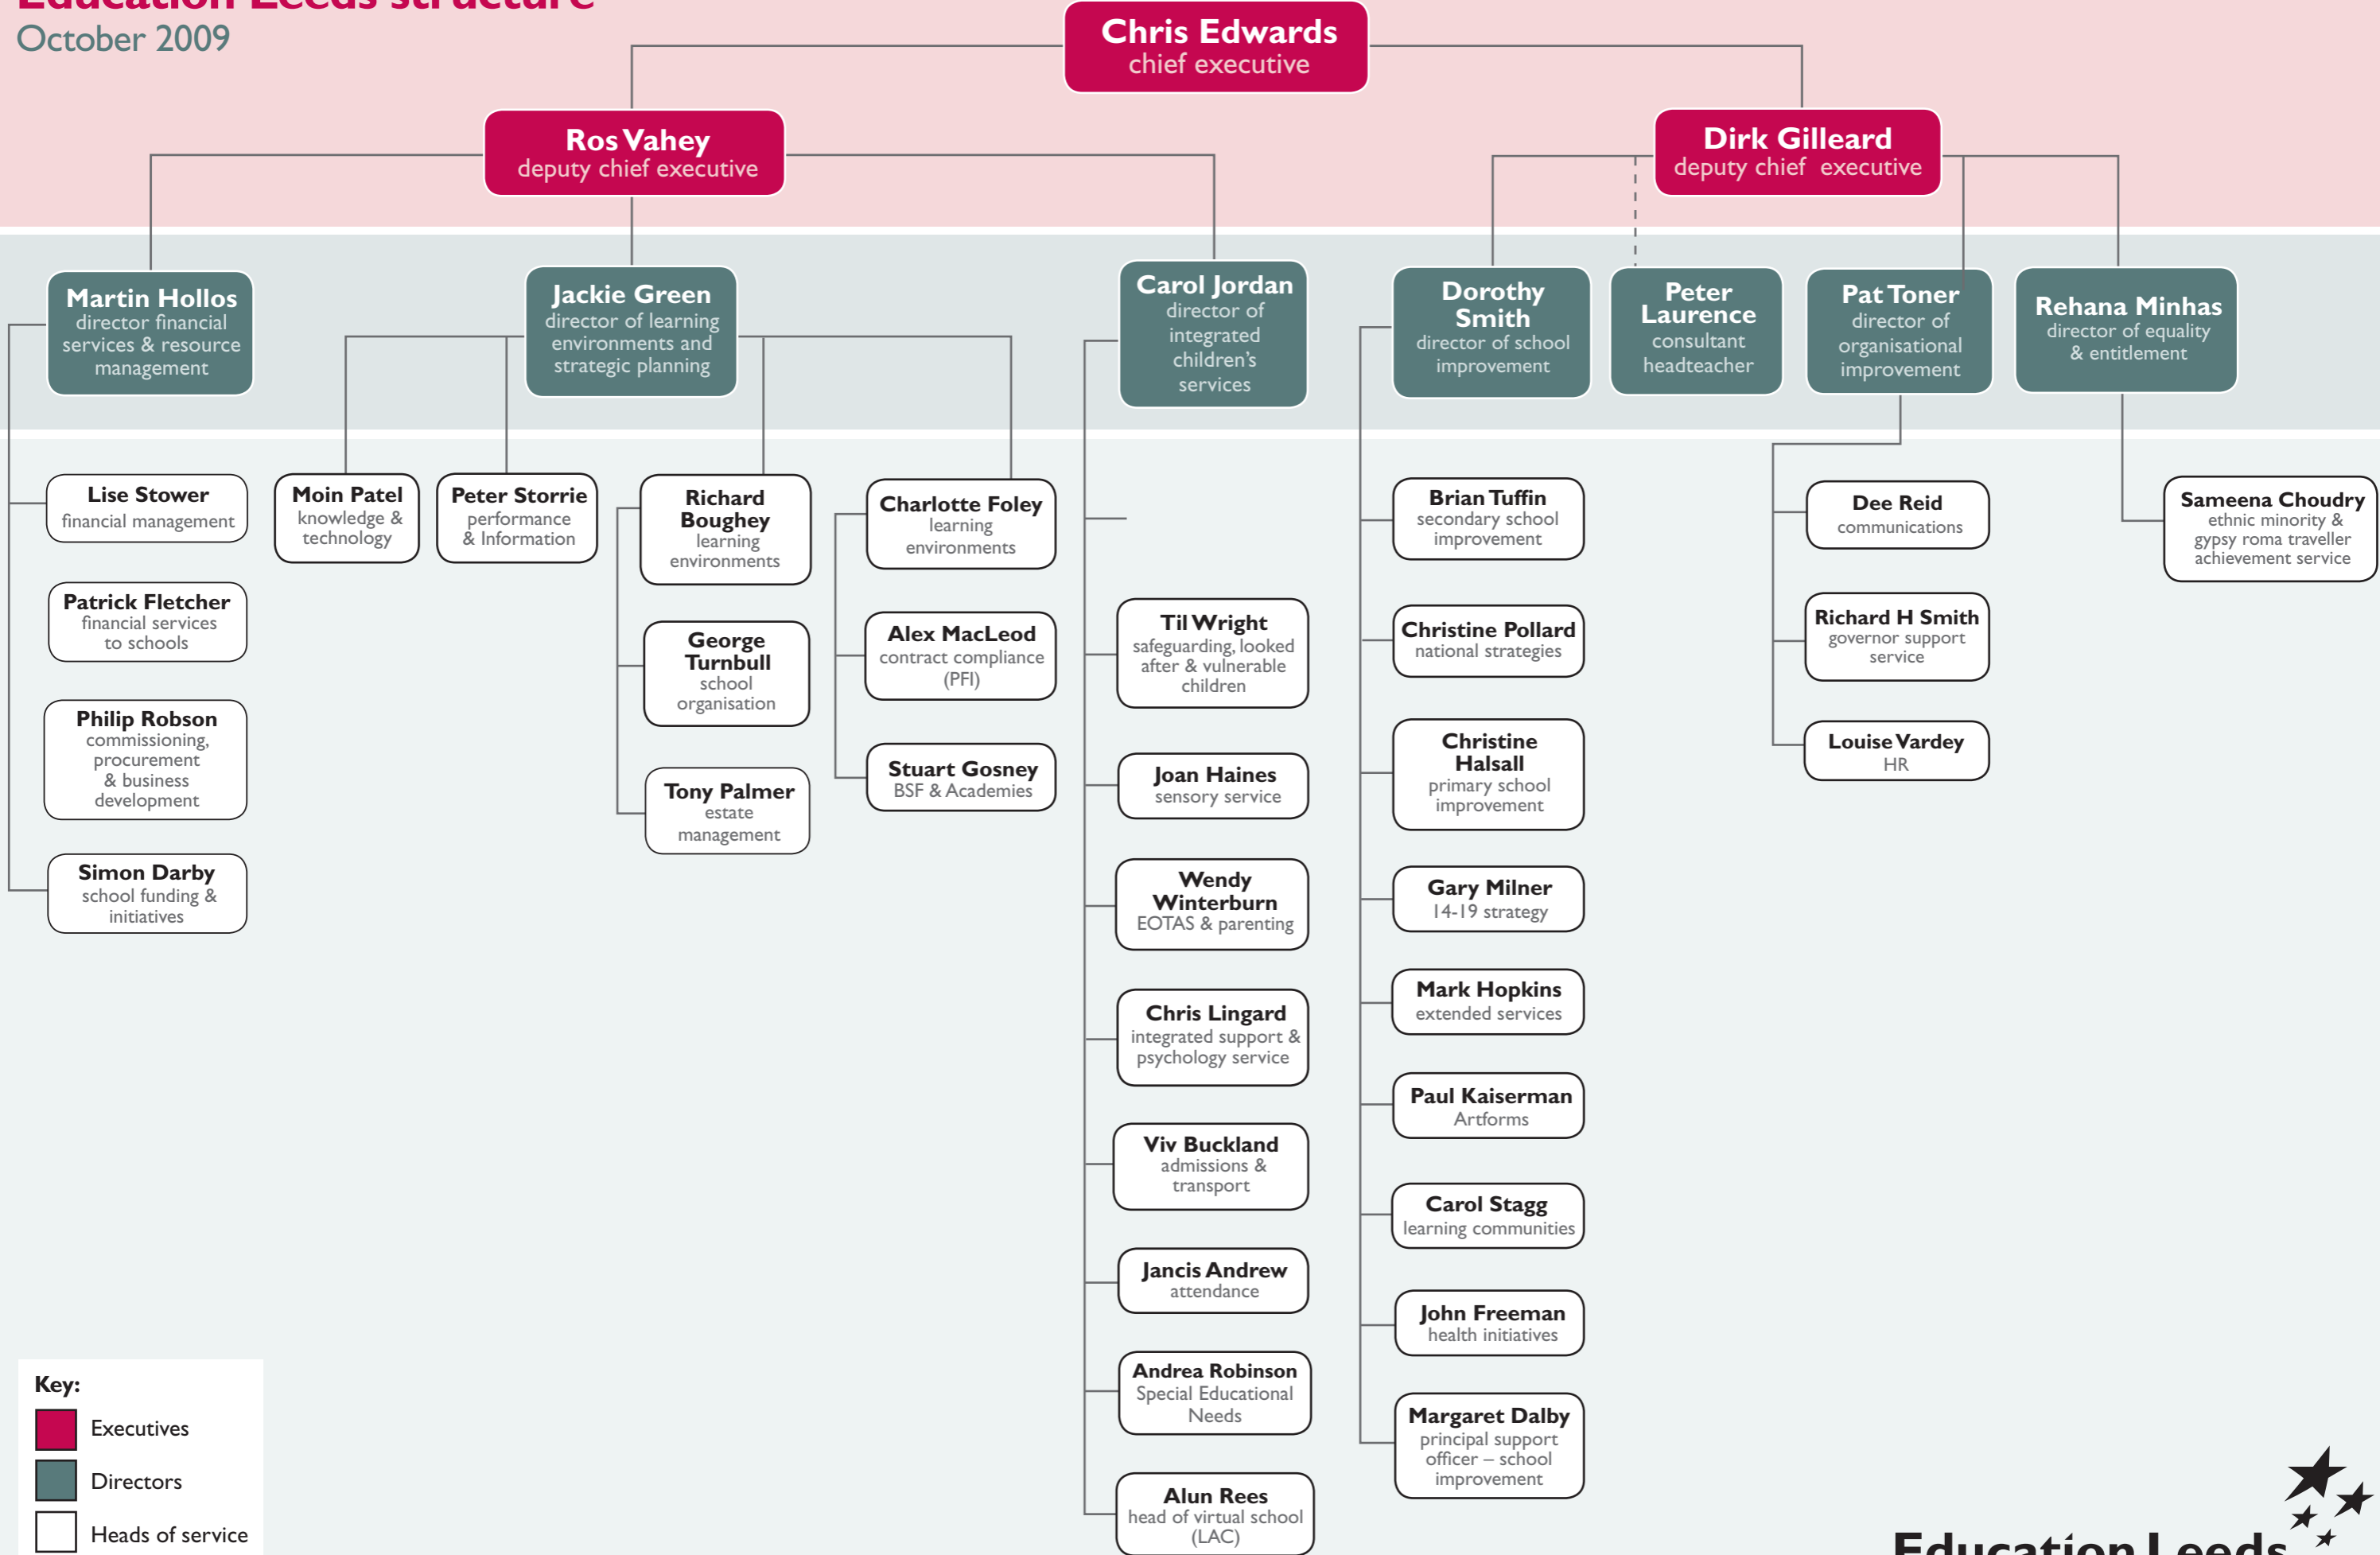 Education Leeds structure
October 2009
Chris Edwards
chief executive
Ros Vahey
deputy chief executive
Dirk Gilleard
deputy chief executive
Martin Hollos
director financial
services & resource
management
Jackie Green
director of learning
environments and
strategic planning
Carol Jordan
director of
integrated
children's
services
Dorothy
Smith
director of school
improvement
Peter
Laurence
consultant
headteacher
Pat Toner
director of
organisational
improvement
Rehana Minhas
director of equality
& entitlement
Lise Stower
financial management
Patrick Fletcher
financial services
to schools
Philip Robson
commissioning,
procurement
& business
development
Simon Darby
school funding &
initiatives
Moin Patel
knowledge &
technology
Peter Storrie
performance
& Information
Richard
Boughey
learning
environments
George
Turnbull
school
organisation
Tony Palmer
estate
management
Charlotte Foley
learning
environments
Alex MacLeod
contract compliance
(PFI)
Stuart Gosney
BSF & Academies
Til Wright
safeguarding, looked
after & vulnerable
children
Joan Haines
sensory service
Wendy
Winterburn
EOTAS & parenting
Chris Lingard
integrated support &
psychology service
Viv Buckland
admissions &
transport
Jancis Andrew
attendance
Andrea Robinson
Special Educational
Needs
Alun Rees
head of virtual school
(LAC)
Brian Tuffin
secondary school
improvement
Christine Pollard
national strategies
Christine
Halsall
primary school
improvement
Gary Milner
14-19 strategy
Mark Hopkins
extended services
Paul Kaiserman
Artforms
Carol Stagg
learning communities
John Freeman
health initiatives
Margaret Dalby
principal support
officer – school
improvement
Dee Reid
communications
Richard H Smith
governor support
service
Louise Vardey
HR
Sameena Choudry
ethnic minority &
gypsy roma traveller
achievement service
Key:
Executives
Directors
Heads of service
Education Leeds